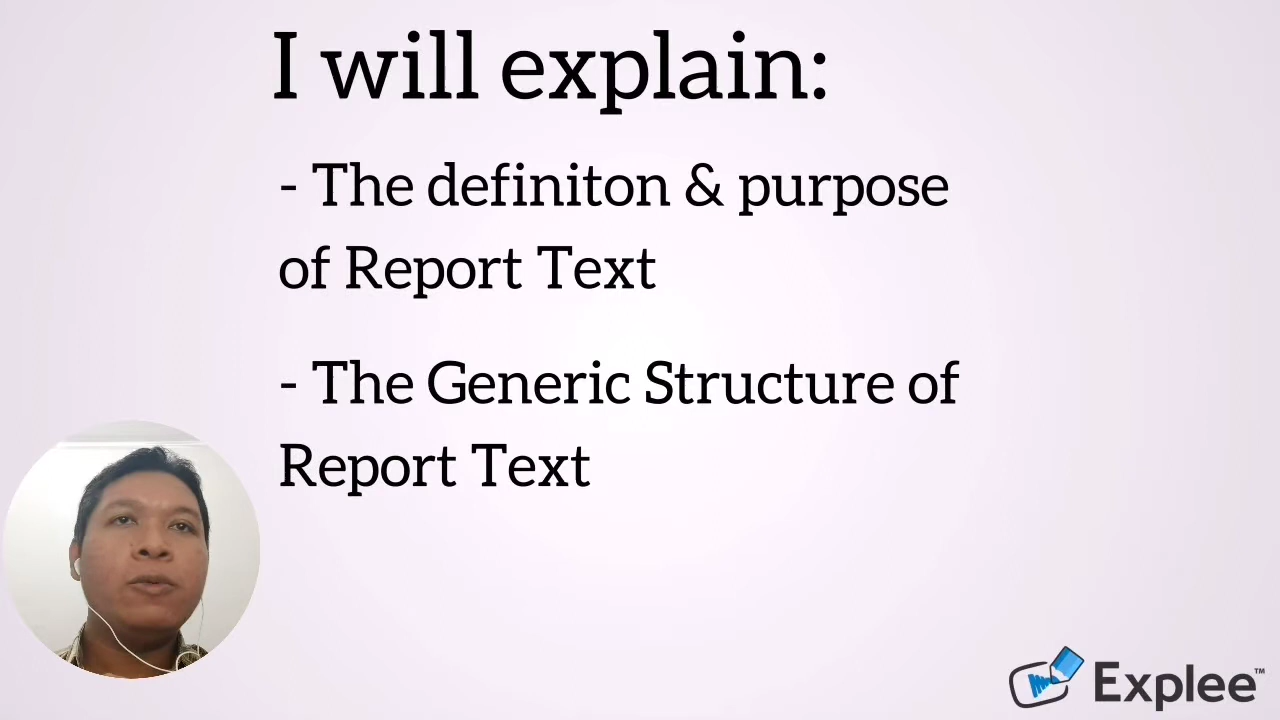 I will explain:
- The definiton & purpose
of Report Text
- The Generic Structure of
Report Text
Explee™